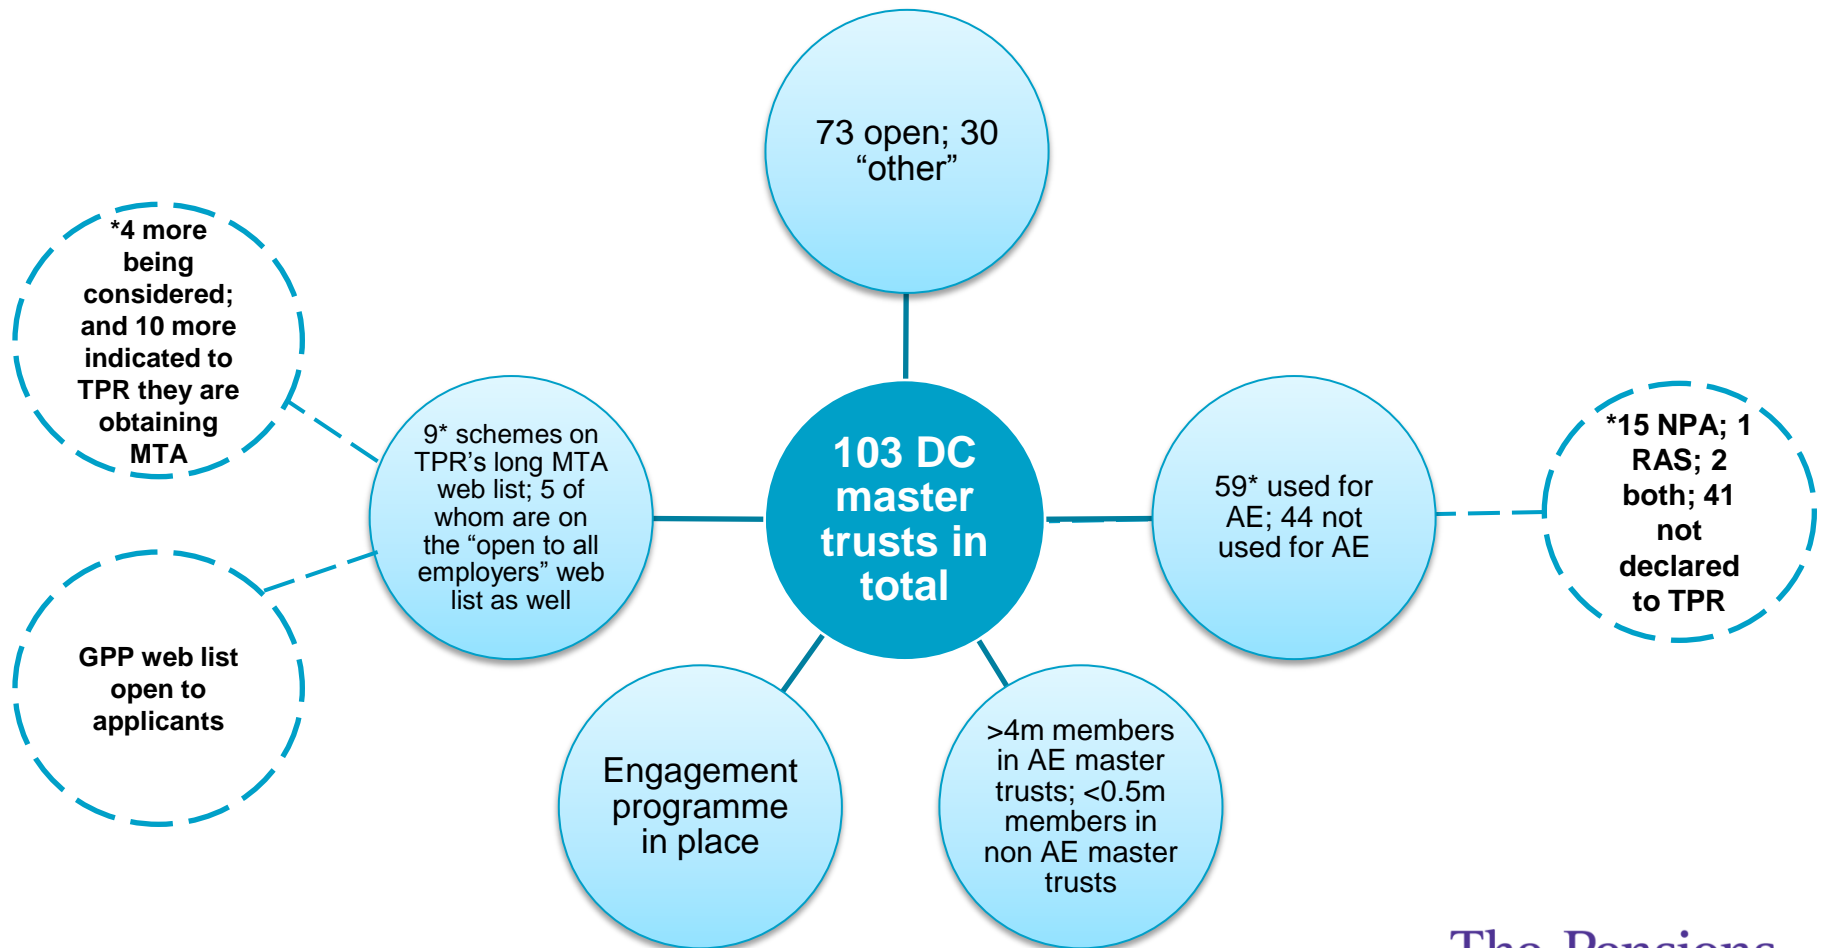 73 open; 30
“other”
*4 more
being
considered;
and 10 more
indicated to
TPR they are
obtaining
MTA
9* schemes on
TPR’s long MTA
web list; 5 of
whom are on
the “open to all
employers” web
list as well
103 DC
master
trusts in
total
59* used for
AE; 44 not
used for AE
*15 NPA; 1
RAS; 2
both; 41
not
declared
to TPR
GPP web list
open to
applicants
Engagement
programme
in place
>4m members
in AE master
trusts; <0.5m
members in
non AE master
trusts
The Pensions